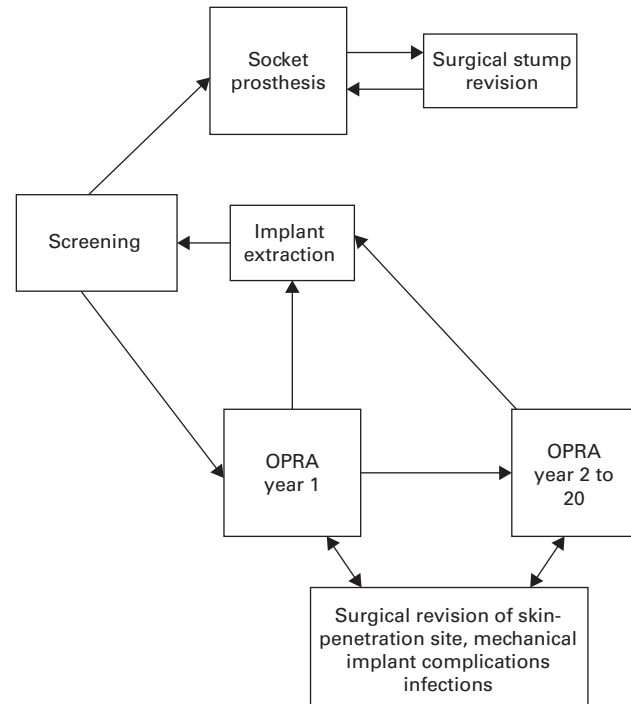 Socket
prosthesis
Surgical stump
revision
Screening
Implant
extraction
OPRA
year 1
OPRA
year 2 to
20
Surgical revision of skin-
penetration site, mechanical
implant complications
infections